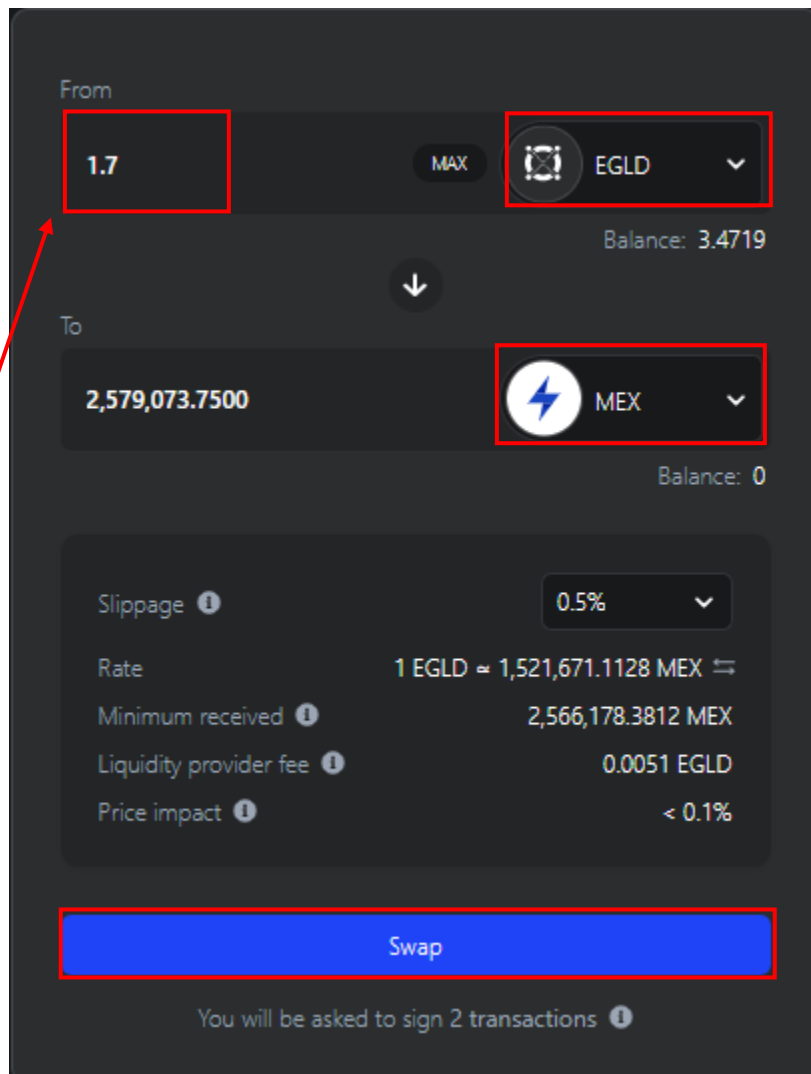 From
1.7 MAX EGLD
Balance: 3.4719
To
2,579,073.7500 MEX
Balance: 0
Slippage 0.5%
Rate 1 EGLD ≃ 1,521,671.1128 MEX
Minimum received 2,566,178.3812 MEX
Liquidity provider fee 0.0051 EGLD
Price impact < 0.1%
Swap
You will be asked to sign 2 transactions